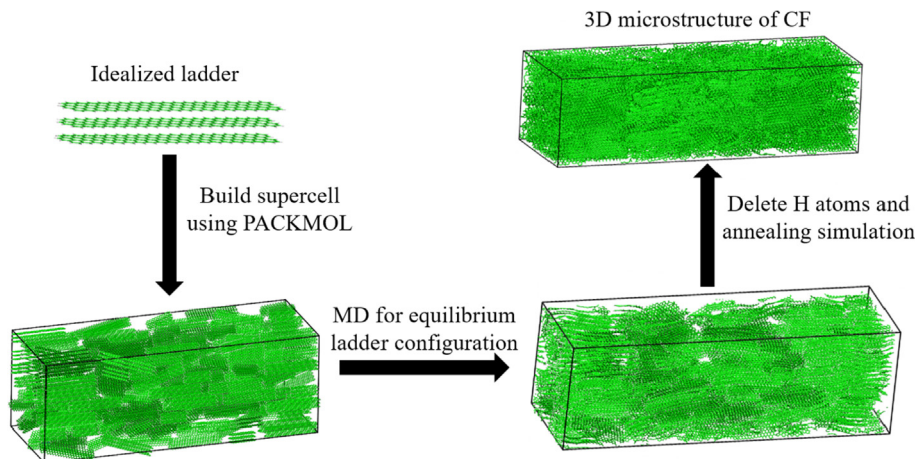 Idealized ladder
Build supercell
using PACKMOL
MD for equilibrium
ladder configuration
Delete H atoms and
annealing simulation
3D microstructure of CF